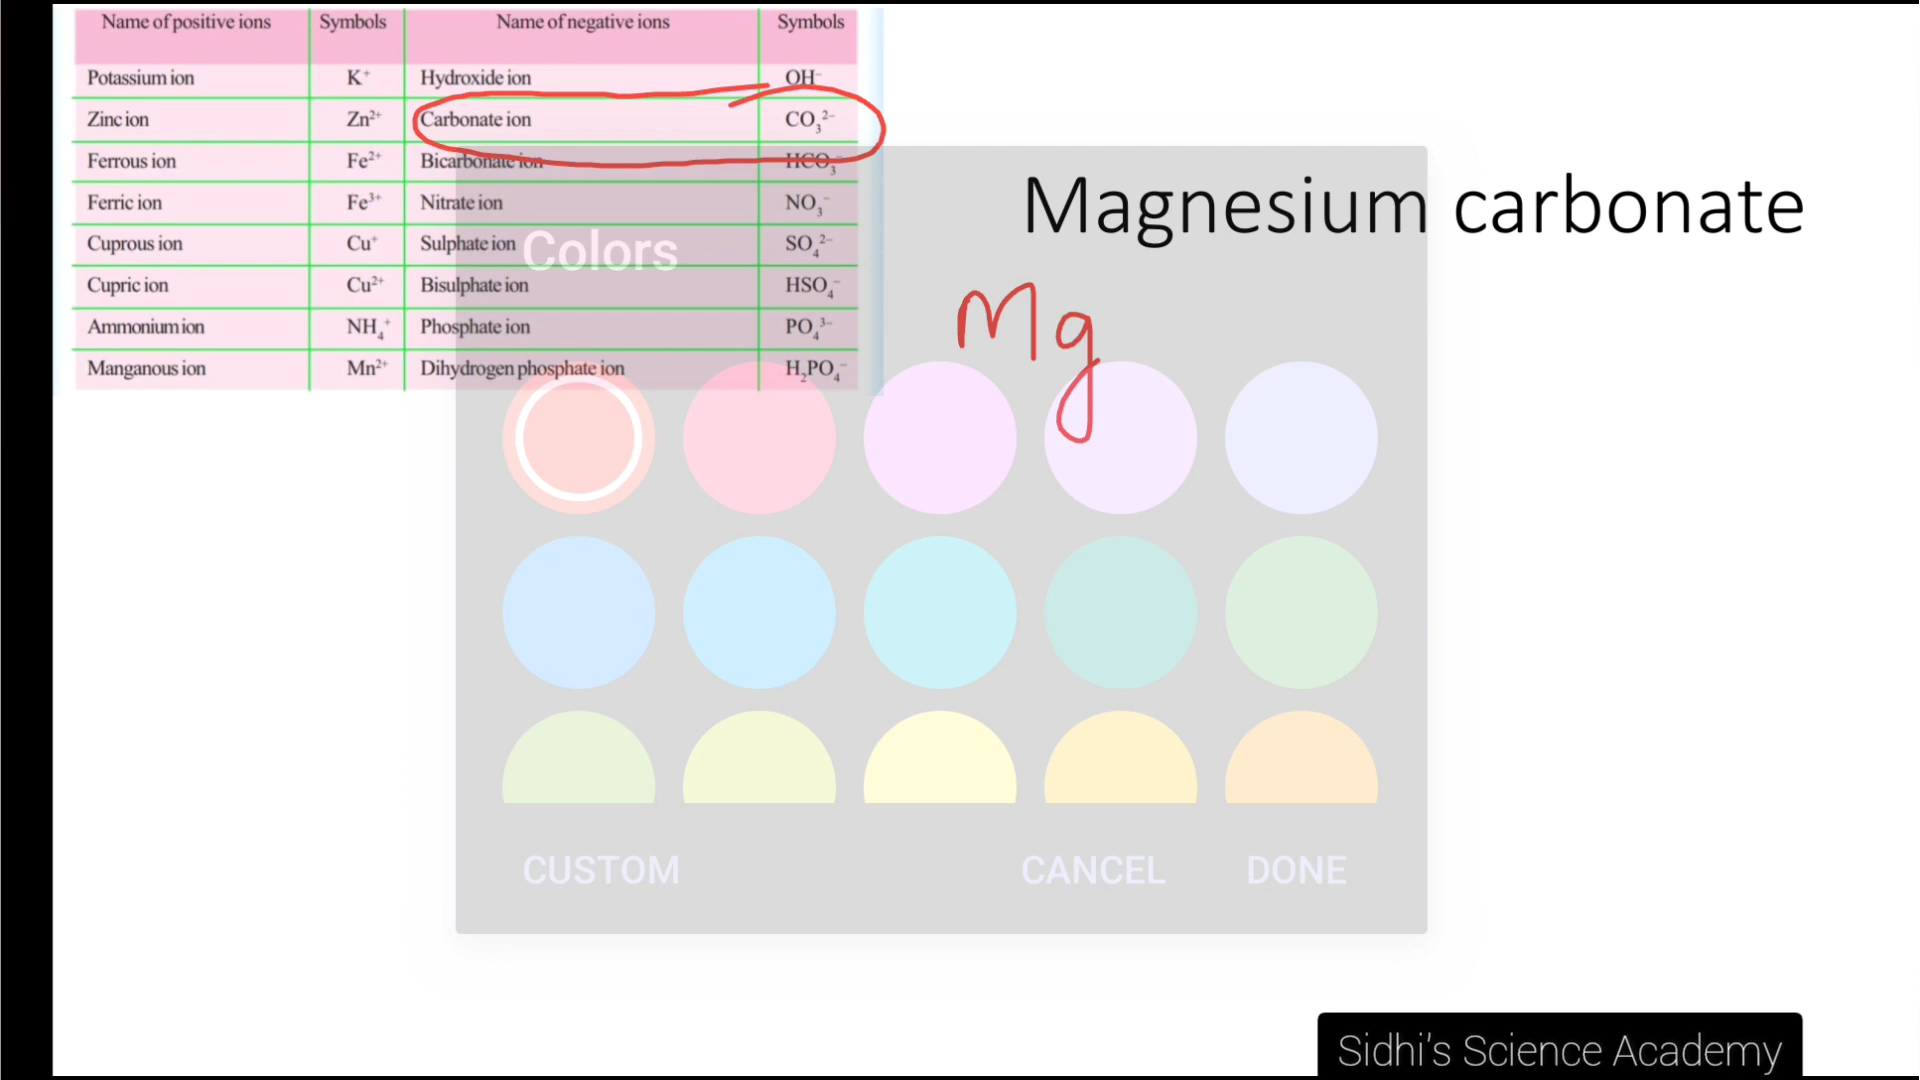 Name of positive ions Symbols Name of negative ions Symbols
Potassium ion K⁺ Hydroxide ion OH⁻
Zinc ion Zn²⁺ Carbonate ion CO₃²⁻
Ferrous ion Fe²⁺ Bicarbonate ion HCO₃⁻
Ferric ion Fe³⁺ Nitrate ion NO₃⁻
Cuprous ion Cu⁺ Sulphate ion SO₄²⁻
Cupric ion Cu²⁺ Bisulphate ion HSO₄⁻
Ammonium ion NH₄⁺ Phosphate ion PO₄³⁻
Manganous ion Mn²⁺ Dihydrogen phosphate ion H₂PO₄⁻
Magnesium carbonate
Colors
Mg
CUSTOM CANCEL DONE
Sidhi's Science Academy